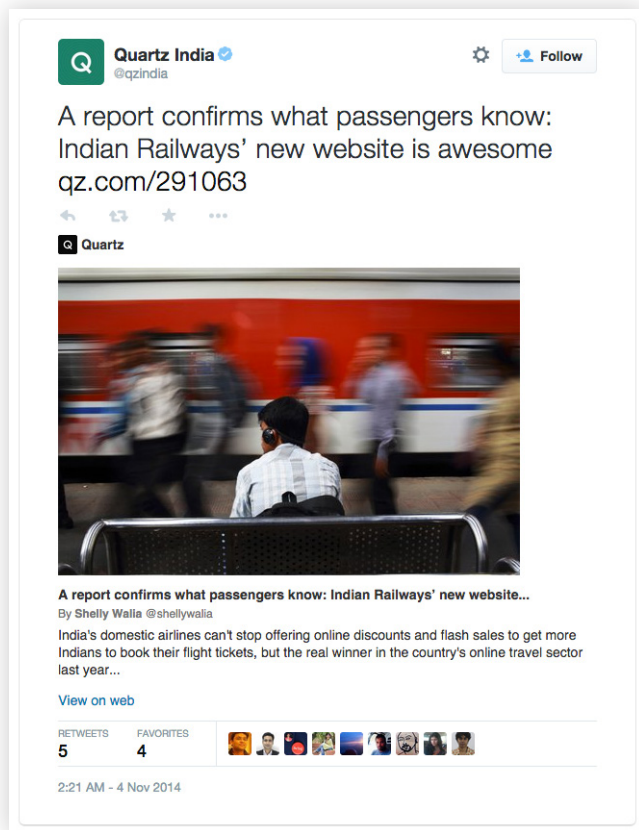 Q
Quartz India
@qzindia
Follow
A report confirms what passengers know:
Indian Railways’ new website is awesome
qz.com/291063
Q Quartz
A report confirms what passengers know: Indian Railways’ new website...
By Shelly Walia @shellywalia
India's domestic airlines can't stop offering online discounts and flash sales to get more
Indians to book their flight tickets, but the real winner in the country's online travel sector
last year...
View on web
RETWEETS FAVORITES
5 4
2:21 AM - 4 Nov 2014